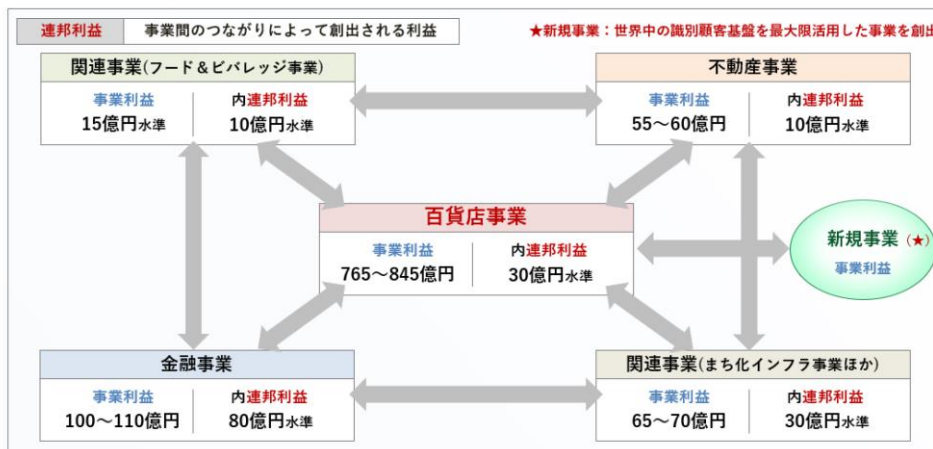 連邦利益 事業間のつながりによって創出される利益
★新規事業：世界中の識別顧客基盤を最大限活用した事業を創出
関連事業(フード＆ビバレッジ事業)
事業利益 内連邦利益
15億円水準 10億円水準
不動産事業
事業利益 内連邦利益
55～60億円 10億円水準
百貨店事業
事業利益 内連邦利益
765～845億円 30億円水準
新規事業(★)
事業利益
金融事業
事業利益 内連邦利益
100～110億円 80億円水準
関連事業(まち化インフラ事業ほか)
事業利益 内連邦利益
65～70億円 30億円水準